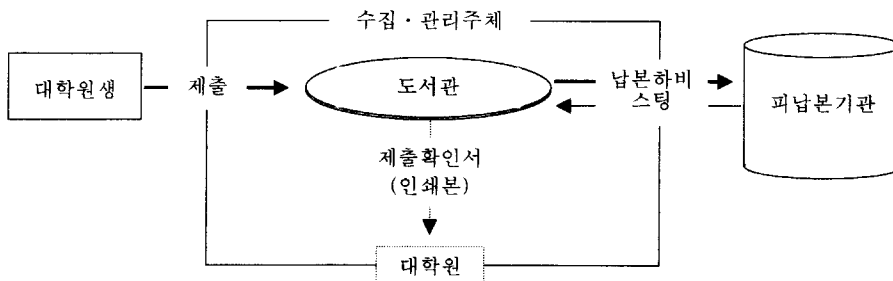 수집·관리주체
대학원생
제출
도서관
납본하비
스팅
피납본기관
제출확인서
(인쇄본)
대학원